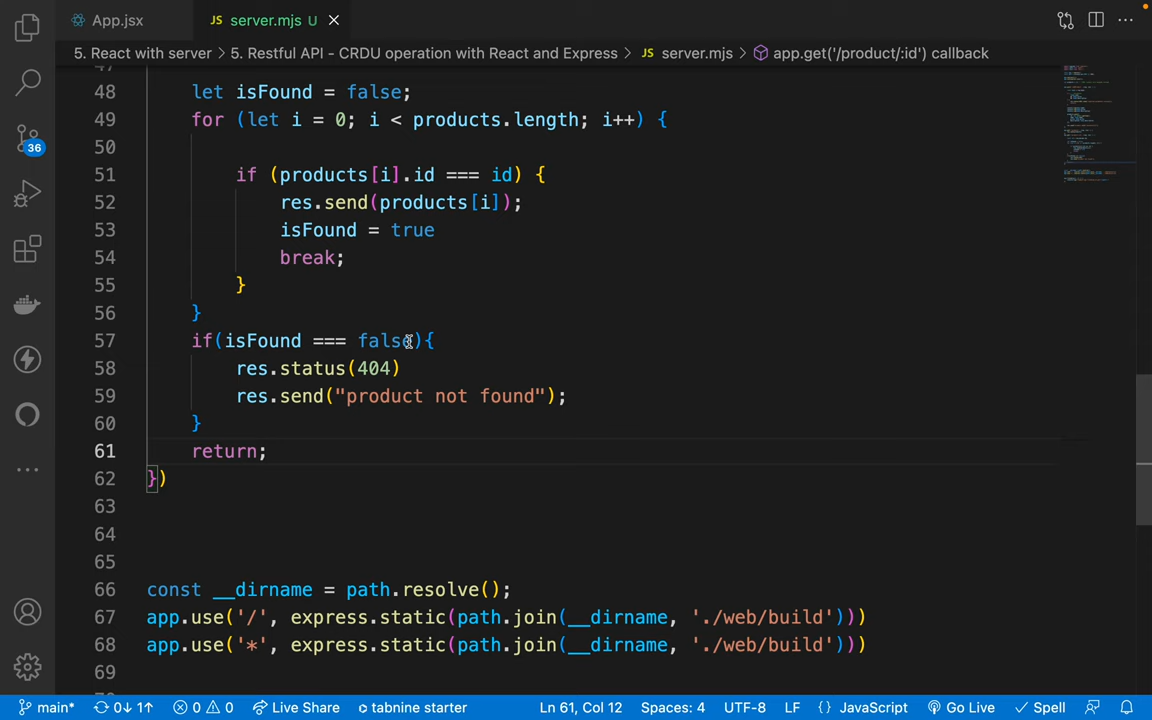 App.jsx
JS server.mjs U
5. React with server > 5. Restful API - CRDU operation with React and Express > JS server.mjs > app.get('/product/:id') callback
48 let isFound = false;
49 for (let i = 0; i < products.length; i++) {
50
51 if (products[i].id === id) {
52 res.send(products[i]);
53 isFound = true
54 break;
55 }
56 }
57 if(isFound === false){
58 res.status(404)
59 res.send("product not found");
60 }
61 return;
62 })
63
64
65
66 const __dirname = path.resolve();
67 app.use('/', express.static(path.join(__dirname, './web/build')))
68 app.use('*', express.static(path.join(__dirname, './web/build')))
69
36
main* 0↓ 1↑ 0 0 Live Share tabnine starter Ln 61, Col 12 Spaces: 4 UTF-8 LF {} JavaScript Go Live Spell